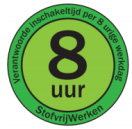 Verantwoorde inschakeltijd per 8 urige werkdag
8
uur
StofvrijWerken